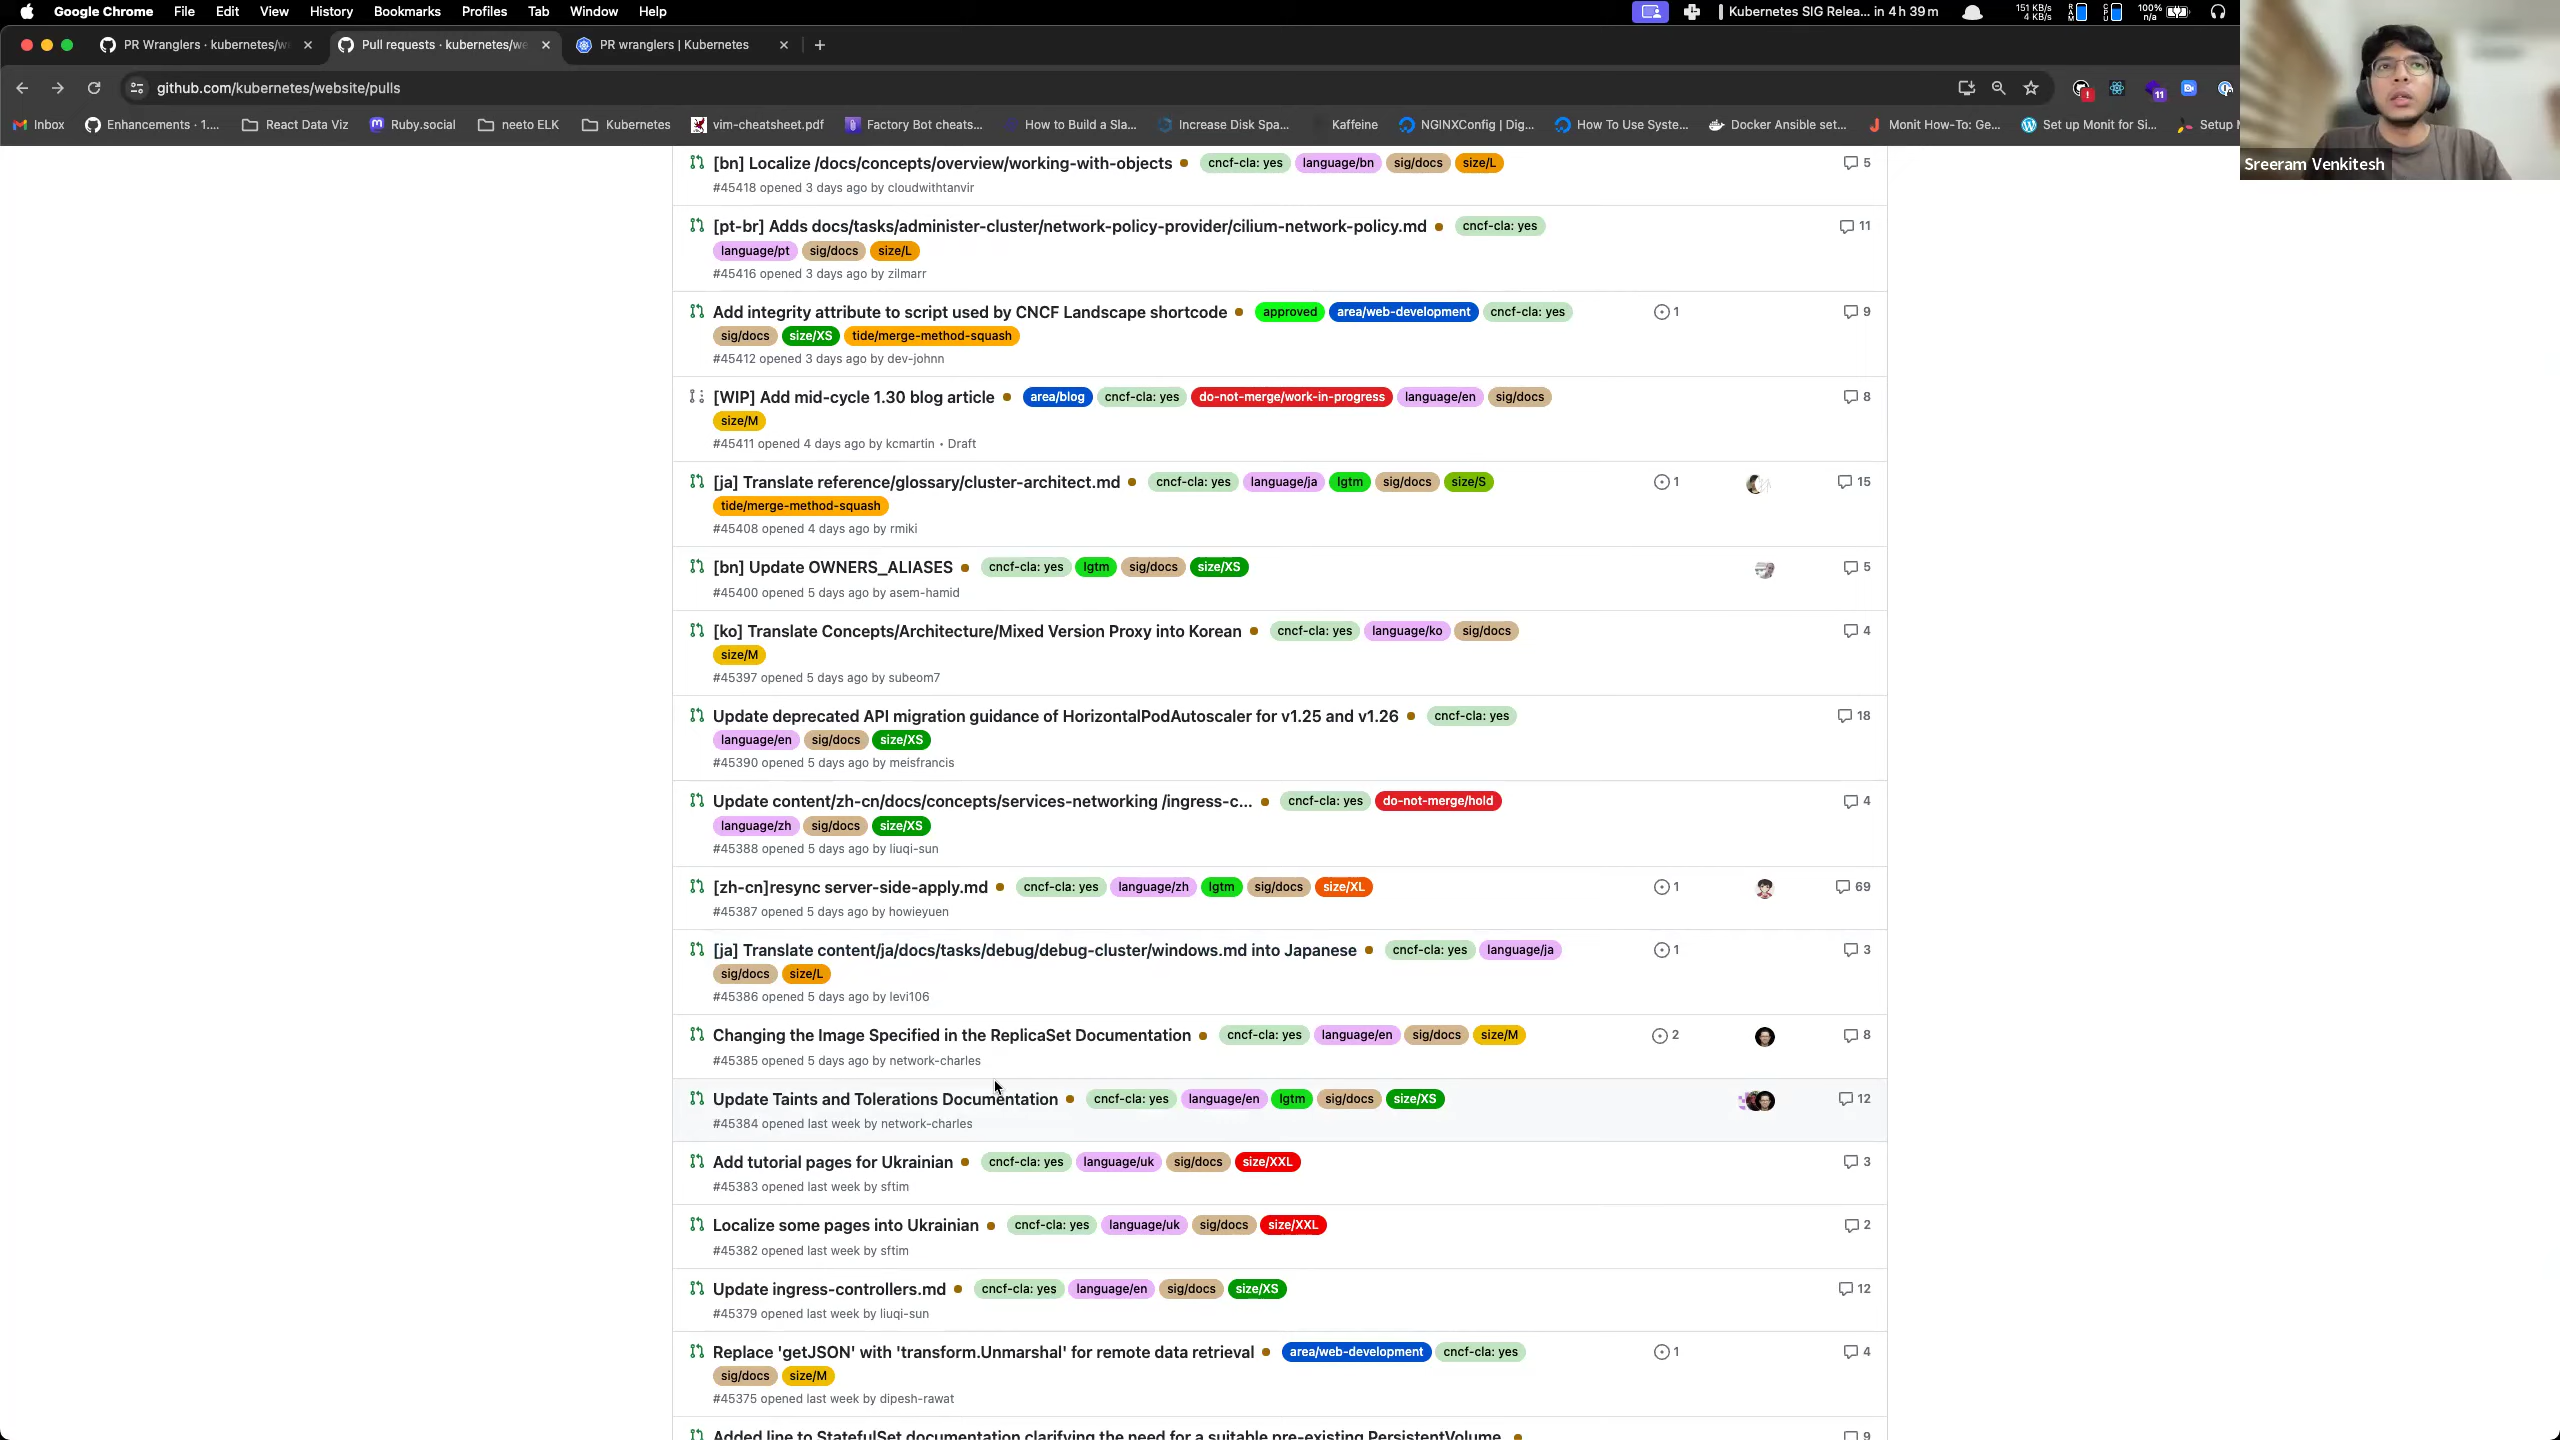 Google Chrome File Edit View History Bookmarks Profiles Tab Window Help
Kubernetes SIG Relea... in 4 h 39 m
151 KB/s
4 KB/s
100%
n/a
PR Wranglers · kubernetes/w
Pull requests · kubernetes/we
PR wranglers | Kubernetes
github.com/kubernetes/website/pulls
11
Inbox Enhancements · 1.... React Data Viz Ruby.social neeto ELK Kubernetes vim-cheatsheet.pdf Factory Bot cheats... How to Build a Sla... Increase Disk Spa... Kaffeine NGINXConfig | Dig... How To Use Syste... Docker Ansible set... Monit How-To: Ge... Set up Monit for Si... Setup
Sreeram Venkitesh
[bn] Localize /docs/concepts/overview/working-with-objects cncf-cla: yes language/bn sig/docs size/L 5
#45418 opened 3 days ago by cloudwithtanvir
[pt-br] Adds docs/tasks/administer-cluster/network-policy-provider/cilium-network-policy.md cncf-cla: yes 11
language/pt sig/docs size/L
#45416 opened 3 days ago by zilmarr
Add integrity attribute to script used by CNCF Landscape shortcode approved area/web-development cncf-cla: yes 1 9
sig/docs size/XS tide/merge-method-squash
#45412 opened 3 days ago by dev-johnn
[WIP] Add mid-cycle 1.30 blog article area/blog cncf-cla: yes do-not-merge/work-in-progress language/en sig/docs 8
size/M
#45411 opened 4 days ago by kcmartin • Draft
[ja] Translate reference/glossary/cluster-architect.md cncf-cla: yes language/ja lgtm sig/docs size/S 1 15
tide/merge-method-squash
#45408 opened 4 days ago by rmiki
[bn] Update OWNERS_ALIASES cncf-cla: yes lgtm sig/docs size/XS 5
#45400 opened 5 days ago by asem-hamid
[ko] Translate Concepts/Architecture/Mixed Version Proxy into Korean cncf-cla: yes language/ko sig/docs 4
size/M
#45397 opened 5 days ago by subeom7
Update deprecated API migration guidance of HorizontalPodAutoscaler for v1.25 and v1.26 cncf-cla: yes 18
language/en sig/docs size/XS
#45390 opened 5 days ago by meisfrancis
Update content/zh-cn/docs/concepts/services-networking /ingress-c... cncf-cla: yes do-not-merge/hold 4
language/zh sig/docs size/XS
#45388 opened 5 days ago by liuqi-sun
[zh-cn]resync server-side-apply.md cncf-cla: yes language/zh lgtm sig/docs size/XL 1 69
#45387 opened 5 days ago by howieyuen
[ja] Translate content/ja/docs/tasks/debug/debug-cluster/windows.md into Japanese cncf-cla: yes language/ja 1 3
sig/docs size/L
#45386 opened 5 days ago by levi106
Changing the Image Specified in the ReplicaSet Documentation cncf-cla: yes language/en sig/docs size/M 2 8
#45385 opened 5 days ago by network-charles
Update Taints and Tolerations Documentation cncf-cla: yes language/en lgtm sig/docs size/XS 12
#45384 opened last week by network-charles
Add tutorial pages for Ukrainian cncf-cla: yes language/uk sig/docs size/XXL 3
#45383 opened last week by sftim
Localize some pages into Ukrainian cncf-cla: yes language/uk sig/docs size/XXL 2
#45382 opened last week by sftim
Update ingress-controllers.md cncf-cla: yes language/en sig/docs size/XS 12
#45379 opened last week by liuqi-sun
Replace 'getJSON' with 'transform.Unmarshal' for remote data retrieval area/web-development cncf-cla: yes 1 4
sig/docs size/M
#45375 opened last week by dipesh-rawat
Added line to StatefulSet documentation clarifying the need for a suitable pre-existing PersistentVolume 9